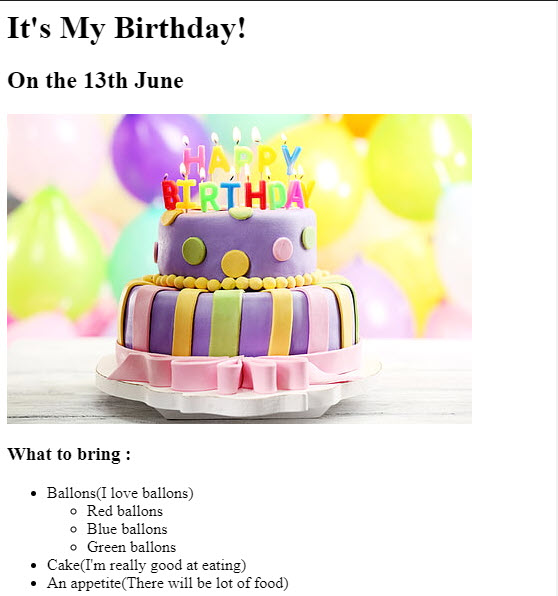 It's My Birthday!
On the 13th June
HAPPY
BIRTHDAY
What to bring :
Ballons(I love ballons)
Red ballons
Blue ballons
Green ballons
Cake(I'm really good at eating)
An appetite(There will be lot of food)